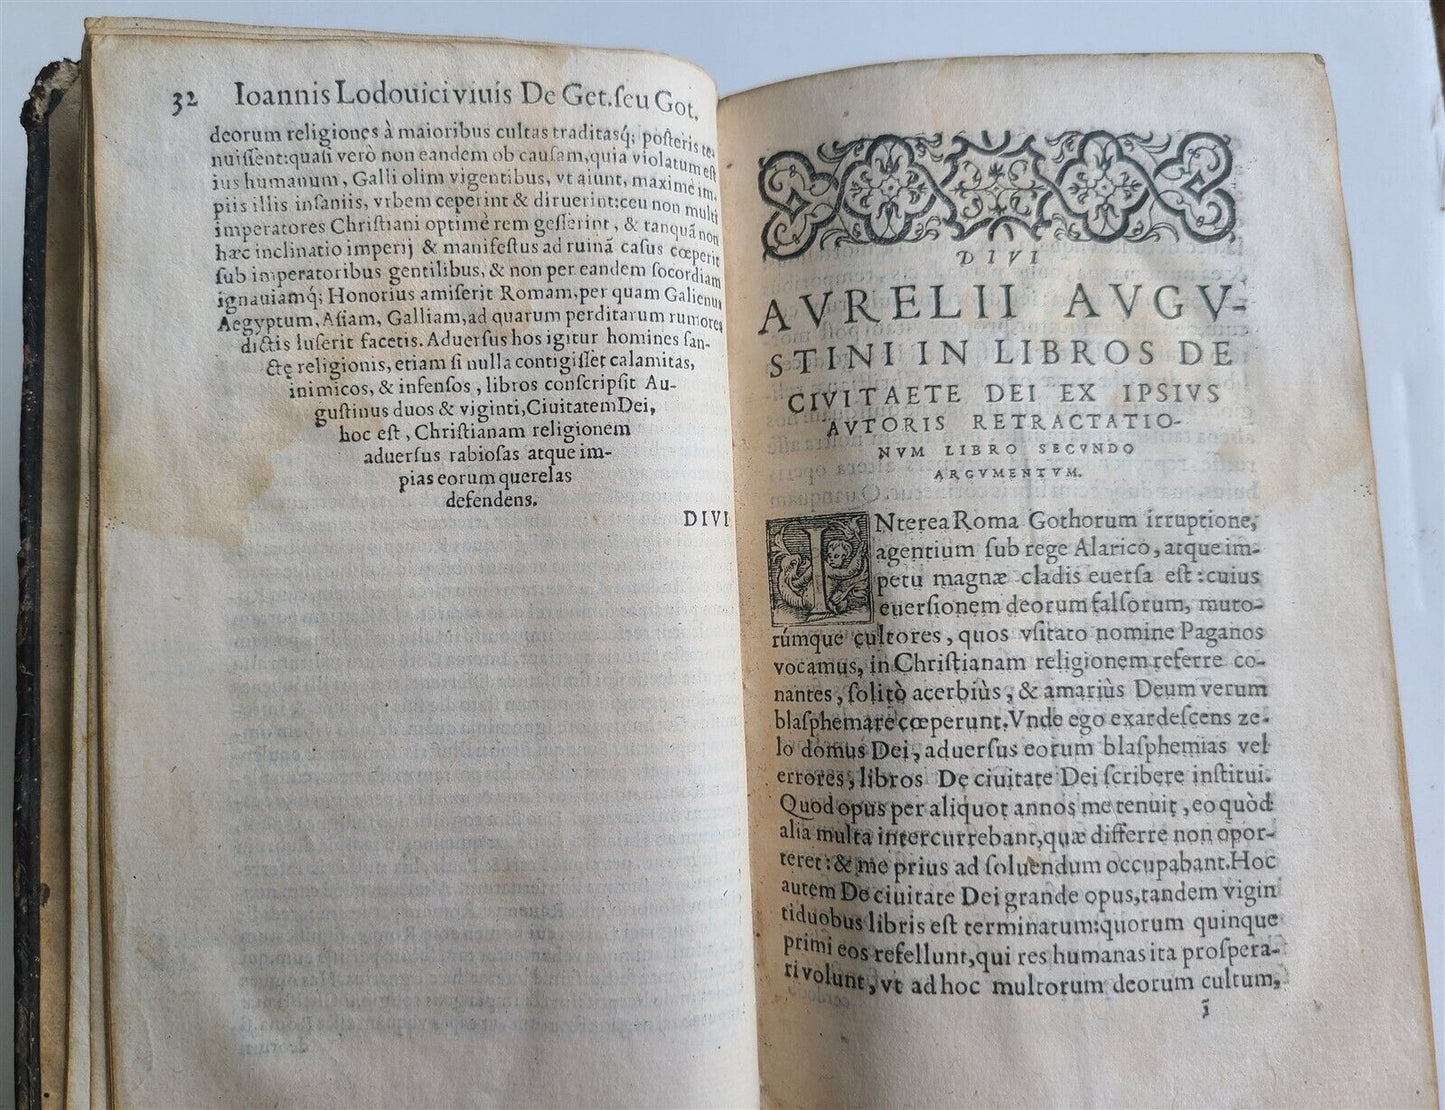 32 Ioannis Lodouici viuis De Get. ſeu Got,
deorum religiones à maioribus cultas traditasq́; poſteris te-
nuiſſent: quaſi verò non eandem ob cauſam, quia violatum eſt
ius humanum, Galli olim vigentibus, vt aiunt, maximè im-
piis illis inſaniis, vrbem ceperint & diruerint: ceu non multi
imperatores Chriſtiani optimè rem geſſerint, & tanquã non
hæc inclinatio imperij & manifeſtus ad ruinã caſus cœperit
ſub imperatoribus gentilibus, & non per eandem ſocordiam
ignauiamq́; Honorius amiſerit Romam, per quam Galienus
Aegyptum, Aſiam, Galliam, ad quarum perditarum rumores
dictis luſerit facetis. Aduerſus hos igitur homines ſan-
ctę religionis, etiam ſi nulla contigiſſet calamitas,
inimicos, & infenſos, libros conſcripſit Au-
guſtinus duos & viginti, Ciuitatem Dei,
hoc eſt, Chriſtianam religionem
aduerſus rabioſas atque im-
pias eorum querelas
defendens.
DIVI
DIVI
AVRELII AVGV-
STINI IN LIBROS DE
CIVITAETE DEI EX IPSIVS
AVTORIS RETRACTATIO-
NVM LIBRO SECVNDO
ARGVMENTVM.
INterea Roma Gothorum irruptione,
agentium ſub rege Alarico, atque im-
petu magnæ cladis euerſa eſt: cuius
euerſionem deorum falſorum, multo-
rúmque cultores, quos vſitato nomine Paganos
vocamus, in Chriſtianam religionem referre co-
nantes, ſolitò acerbiùs, & amariùs Deum verum
blaſphemare cœperunt. Vnde ego exardeſcens ze-
lo domus Dei, aduerſus eorum blaſphemias vel
errores, libros De ciuitate Dei ſcribere inſtitui.
Quod opus per aliquot annos me tenuit, eo quòd
alia multa intercurrebant, quæ differre non opor-
teret: & me prius ad ſoluendum occupabant. Hoc
autem De ciuitate Dei grande opus, tandem vigin
tiduobus libris eſt terminatum: quorum quinque
primi eos refellunt, qui res humanas ita proſpera-
ri volunt, vt ad hoc multorum deorum cultum,